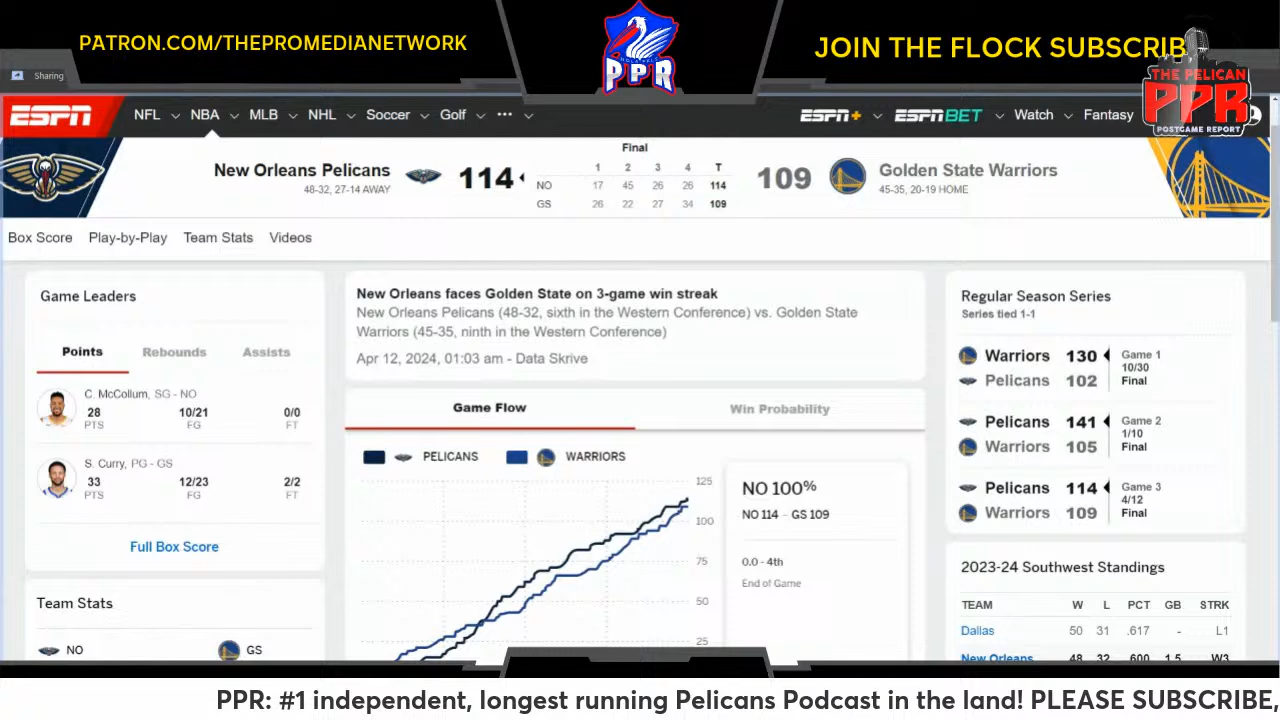 PATRON.COM/THEPROMEDIANETWORK
JOIN THE FLOCK SUBSCRIB
PPR
Sharing
THE PELICAN
PPR
POSTGAME REPORT
ESPN
NFL NBA MLB NHL Soccer Golf ESPN+ ESPN BET Watch Fantasy
Final
New Orleans Pelicans 114 109 Golden State Warriors
48-32, 27-14 AWAY 45-35, 20-19 HOME
1 2 3 4 T
NO 17 45 26 26 114
GS 26 22 27 34 109
Box Score Play-by-Play Team Stats Videos
Game Leaders
Points Rebounds Assists
C. McCollum, SG - NO
28 10/21 0/0
PTS FG FT
S. Curry, PG - GS
33 12/23 2/2
PTS FG FT
Full Box Score
Team Stats
NO GS
New Orleans faces Golden State on 3-game win streak
New Orleans Pelicans (48-32, sixth in the Western Conference) vs. Golden State
Warriors (45-35, ninth in the Western Conference)
Apr 12, 2024, 01:03 am - Data Skrive
Game Flow Win Probability
PELICANS WARRIORS
125
100
75
50
25
NO 100%
NO 114 - GS 109
0.0 - 4th
End of Game
Regular Season Series
Series tied 1-1
Warriors 130 Game 1
10/30
Pelicans 102 Final
Pelicans 141 Game 2
1/10
Warriors 105 Final
Pelicans 114 Game 3
4/12
Warriors 109 Final
2023-24 Southwest Standings
TEAM W L PCT GB STRK
Dallas 50 31 .617 - L1
New Orleans 48 32 .600 1.5 W3
PPR: #1 independent, longest running Pelicans Podcast in the land! PLEASE SUBSCRIBE,